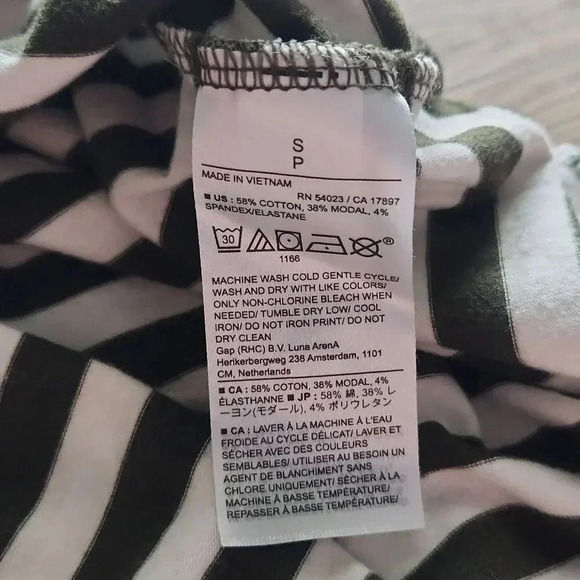 S
P
MADE IN VIETNAM
RN 54023 / CA 17897
■ US : 58% COTTON, 38% MODAL, 4%
SPANDEX/ELASTANE
30
®
1166
MACHINE WASH COLD GENTLE CYCLE/
WASH AND DRY WITH LIKE COLORS/
ONLY NON-CHLORINE BLEACH WHEN
NEEDED/ TUMBLE DRY LOW/ COOL
IRON/ DO NOT IRON PRINT/ DO NOT
DRY CLEAN
Gap (RHC) B.V. Luna ArenA
Herikerbergweg 238 Amsterdam, 1101
CM, Netherlands
■ CA : 58% COTON, 38% MODAL, 4%
ÉLASTHANNE ■ JP : 58% 綿, 38% レ
ーヨン(モダール), 4% ポリウレタン
■ CA : LAVER À LA MACHINE À L'EAU
FROIDE AU CYCLE DÉLICAT/ LAVER ET
SÉCHER AVEC DES COULEURS
SEMBLABLES/ UTILISER AU BESOIN UN
AGENT DE BLANCHIMENT SANS
CHLORE UNIQUEMENT/ SÉCHER À LA
MACHINE À BASSE TEMPÉRATURE/
À BASSE TEMPÉRATURE/